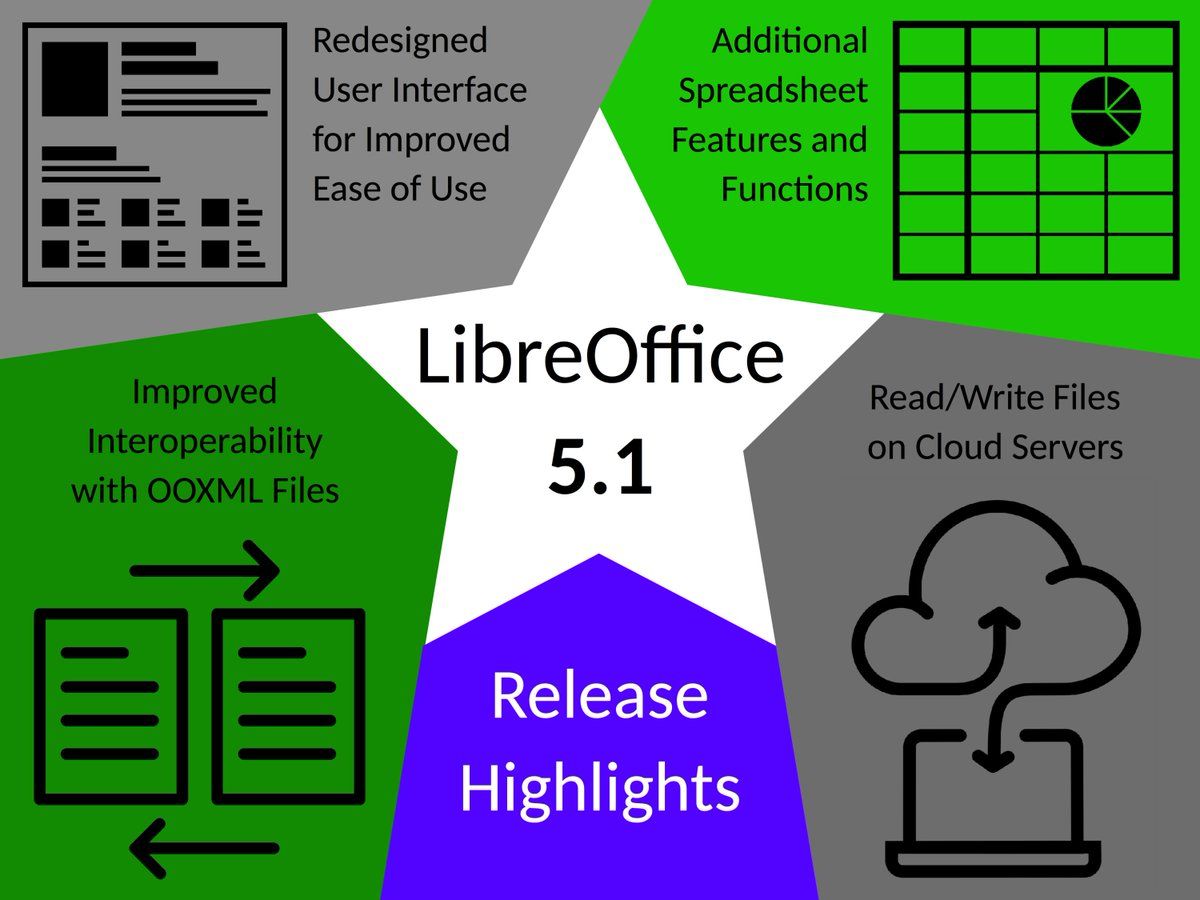 Redesigned
User Interface
for Improved
Ease of Use
Additional
Spreadsheet
Features and
Functions
LibreOffice
5.1
Improved
Interoperability
with OOXML Files
Read/Write Files
on Cloud Servers
Release
Highlights